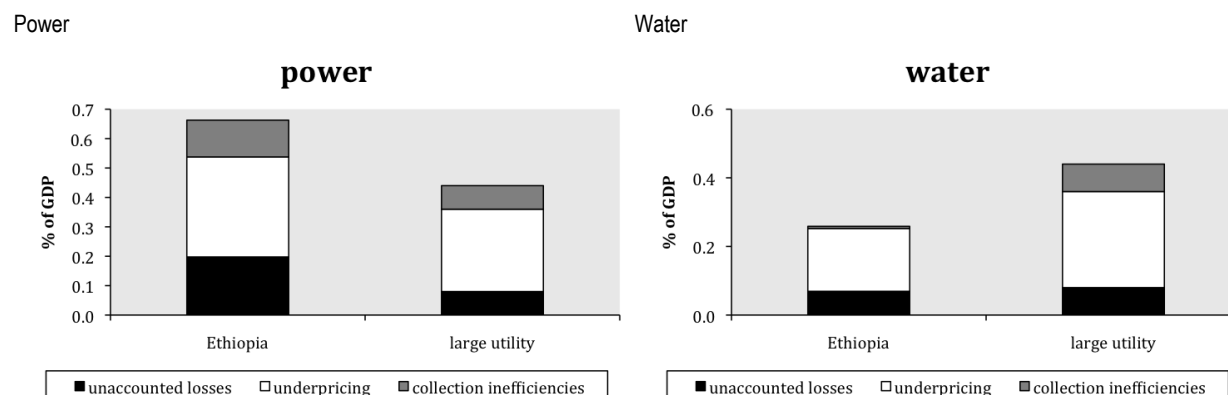 Power
Water
power
% of GDP
0.7
0.6
0.5
0.4
0.3
0.2
0.1
0.0
Ethiopia
large utility
■ unaccounted losses □ underpricing ■ collection inefficiencies
water
% of GDP
0.6
0.4
0.2
0.0
Ethiopia
large utility
■ unaccounted losses □ underpricing ■ collection inefficiencies